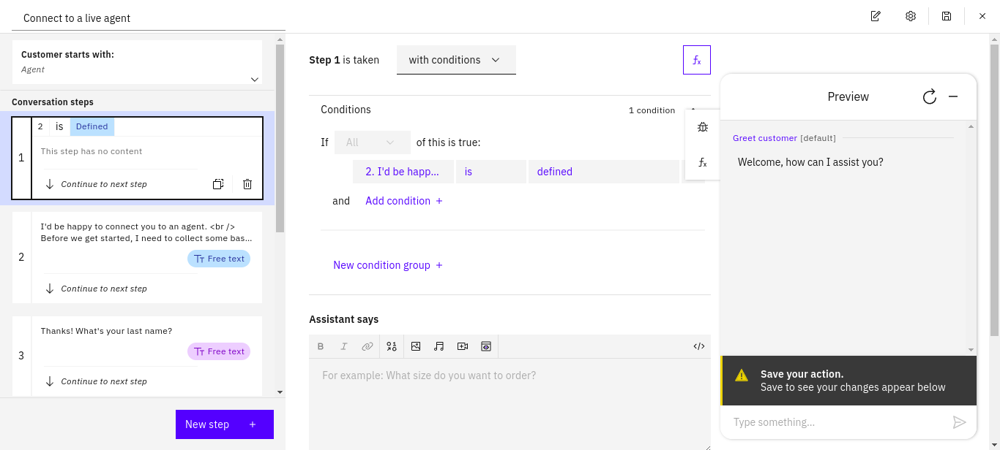 Connect to a live agent
Customer starts with:
Agent
Conversation steps
1
2 is Defined
This step has no content
Continue to next step
2
I'd be happy to connect you to an agent. <br />
Before we get started, I need to collect some bas...
Free text
Continue to next step
3
Thanks! What's your last name?
Free text
Continue to next step
New step +
Step 1 is taken with conditions
fx
Conditions 1 condition
If All of this is true:
2. I'd be happ... is defined
and Add condition +
New condition group +
fx
Assistant says
B I
</>
For example: What size do you want to order?
Preview
Greet customer [default]
Welcome, how can I assist you?
Save your action.
Save to see your changes appear below
Type something...